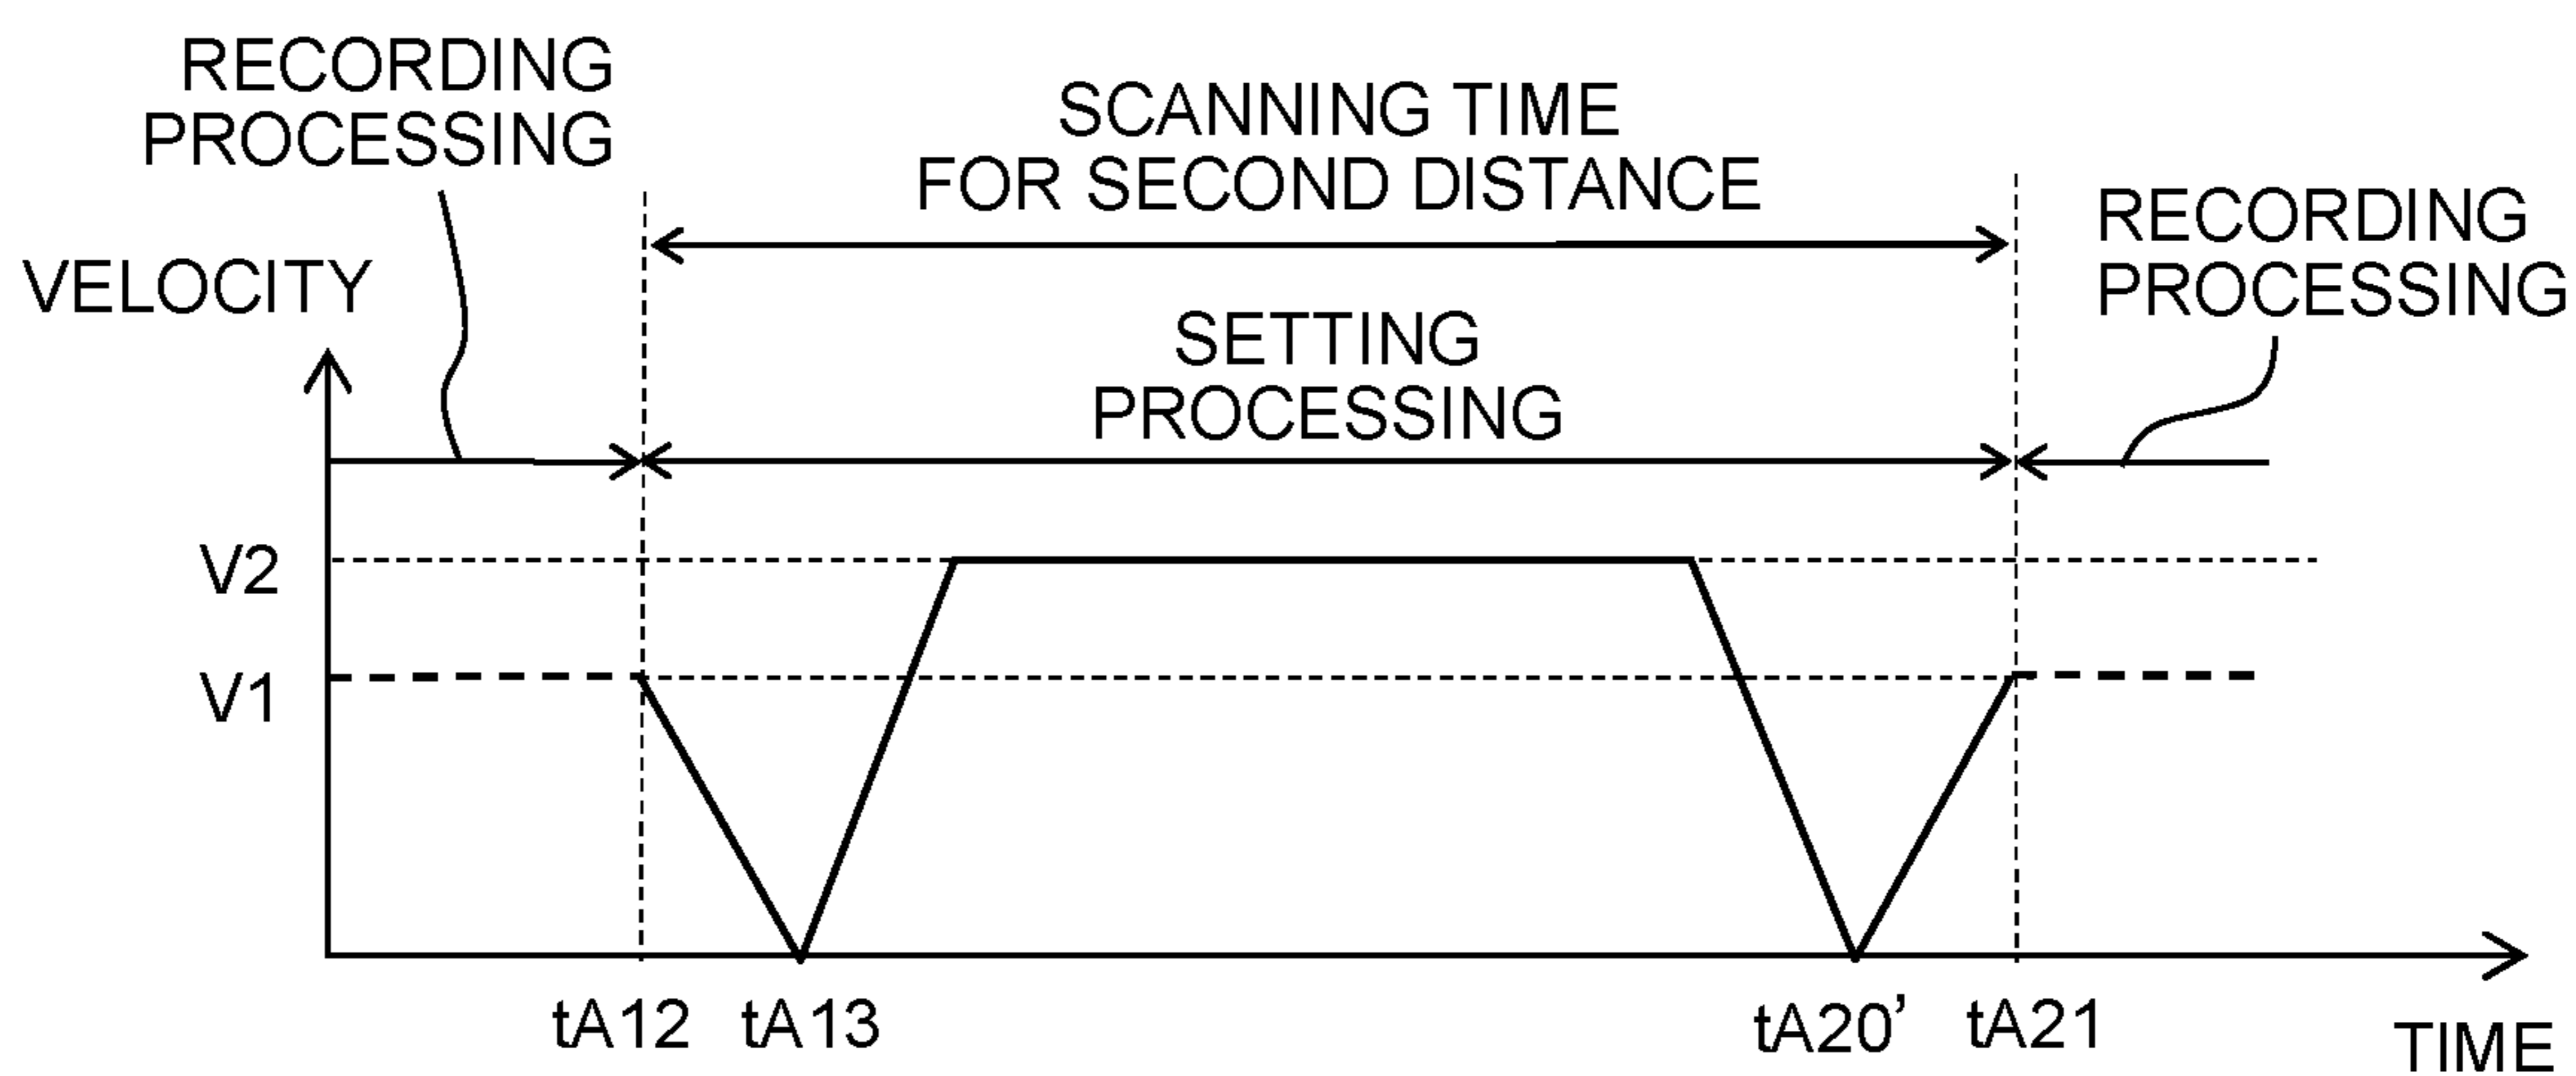 RECORDING
PROCESSING
SCANNING TIME
FOR SECOND DISTANCE
RECORDING
PROCESSING
VELOCITY
SETTING
PROCESSING
V2
V1
tA12
tA13
tA20’
tA21
TIME